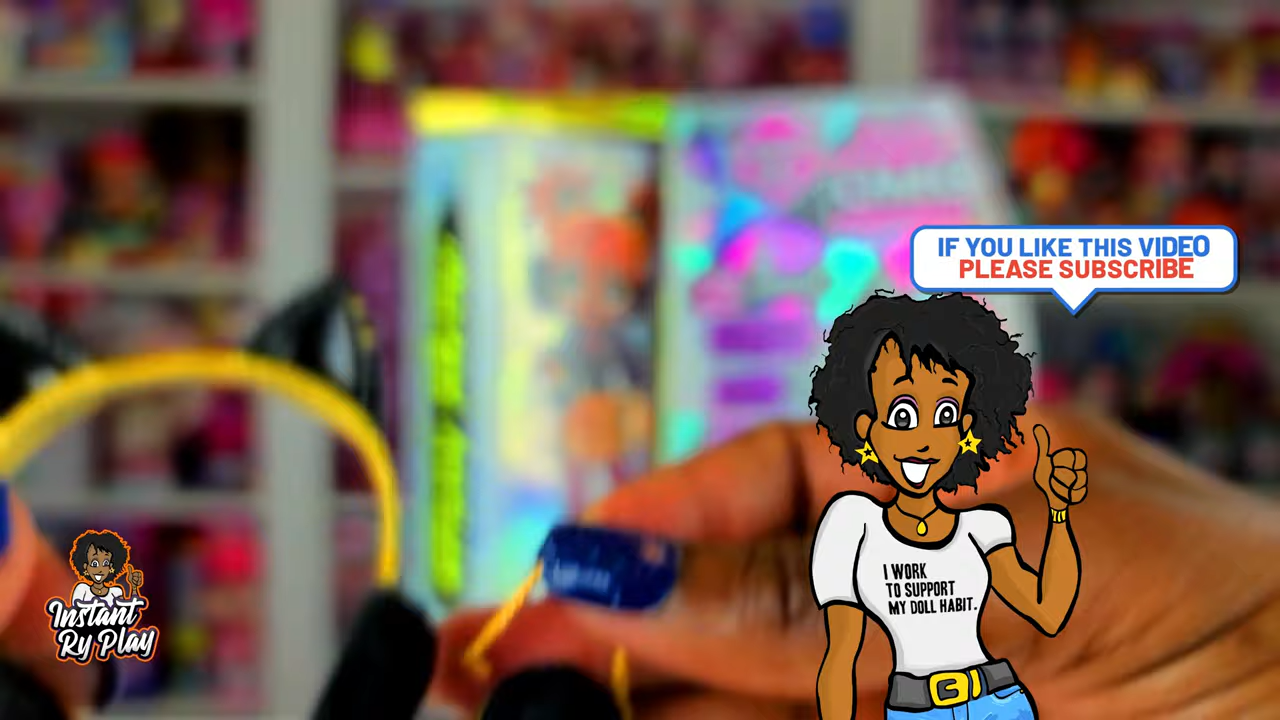 IF YOU LIKE THIS VIDEO
PLEASE SUBSCRIBE
I WORK
TO SUPPORT
MY DOLL HABIT.
Instant
Ry Play